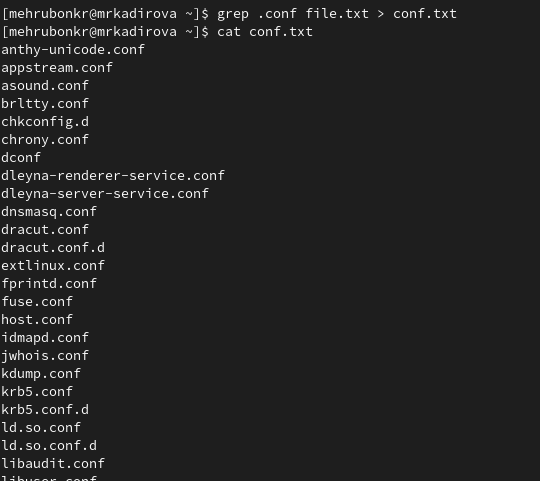 [mehrubonkr@mrkadirova ~]$ grep .conf file.txt > conf.txt
[mehrubonkr@mrkadirova ~]$ cat conf.txt
anthy-unicode.conf
appstream.conf
asound.conf
brltty.conf
chkconfig.d
chrony.conf
dconf
dleyna-renderer-service.conf
dleyna-server-service.conf
dnsmasq.conf
dracut.conf
dracut.conf.d
extlinux.conf
fprintd.conf
fuse.conf
host.conf
idmapd.conf
jwhois.conf
kdump.conf
krb5.conf
krb5.conf.d
ld.so.conf
ld.so.conf.d
libaudit.conf
libuser.conf